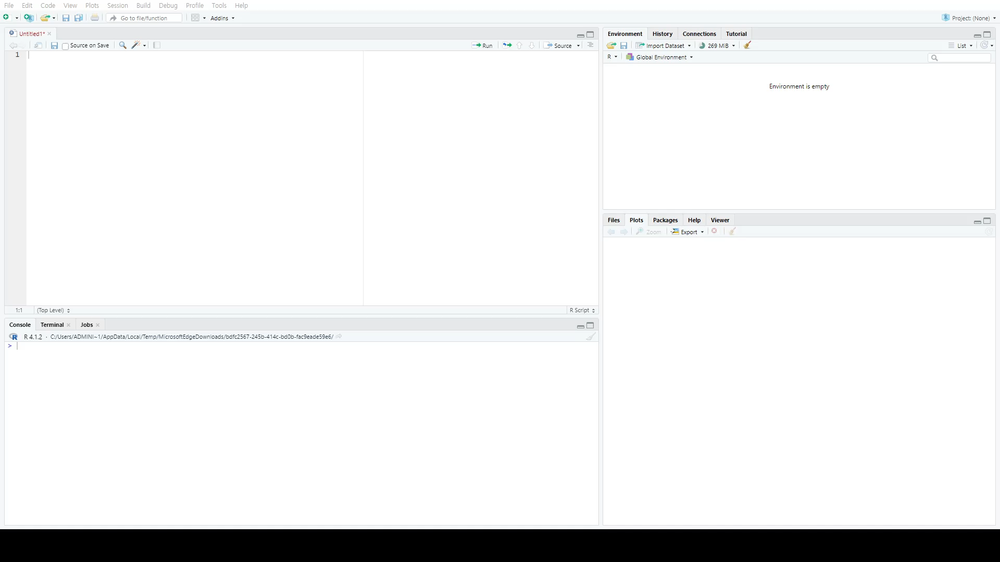 File Edit Code View Plots Session Build Debug Profile Tools Help
Go to file/function Addins Project: (None)
Untitled1*
Source on Save Run Source
1
1:1 (Top Level) R Script
Console Terminal Jobs
R 4.1.2 · C:/Users/ADMINI~1/AppData/Local/Temp/MicrosoftEdgeDownloads/bdfc2567-245b-414c-bd0b-fac9eade59e6/
>
Environment History Connections Tutorial
Import Dataset 269 MiB List
R Global Environment
Environment is empty
Files Plots Packages Help Viewer
Zoom Export